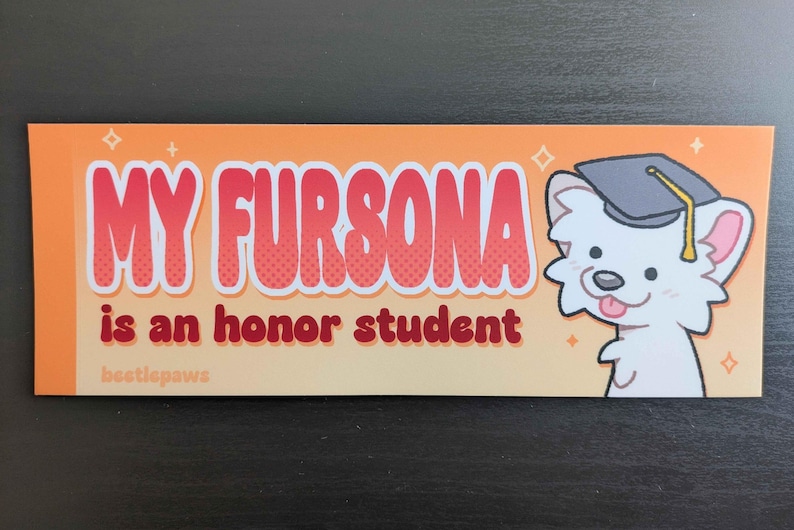 MY FURSONA
is an honor student
beetlepaws